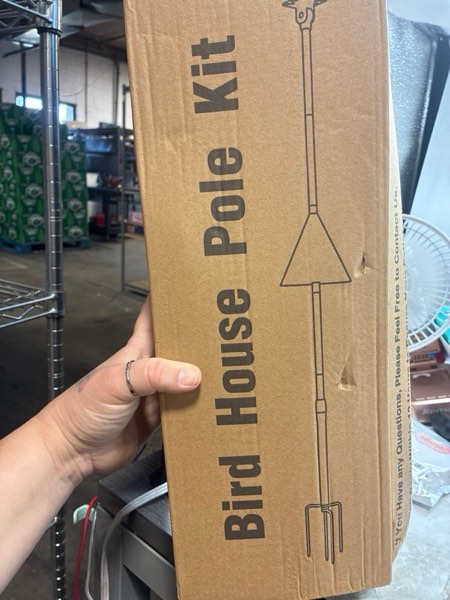 Bird House Pole Kit
If You Have any Questions, Please Feel Free to Contact Us.